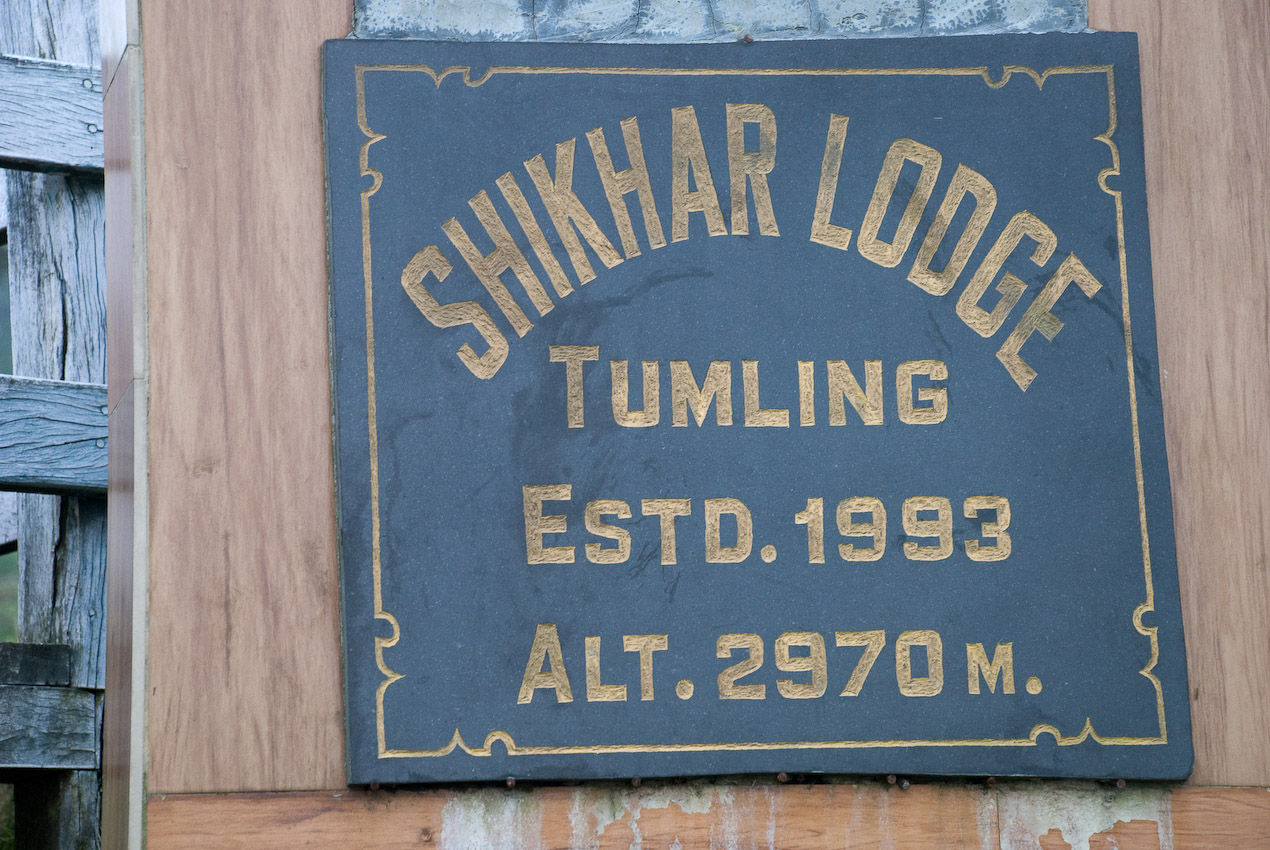 SHIKHAR LODGE
TUMLING
ESTD. 1993
ALT. 2970 M.